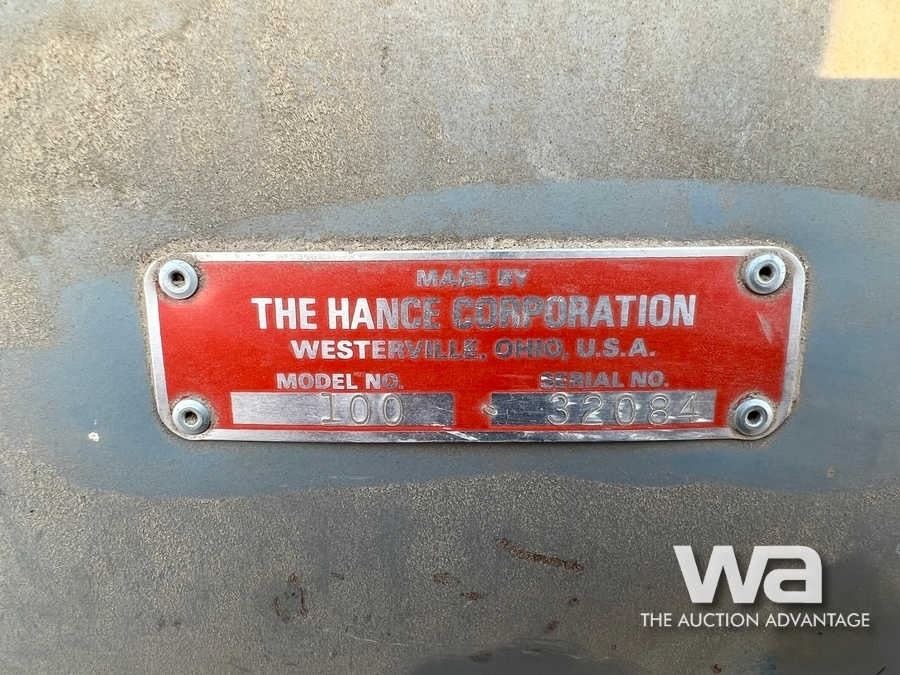 MADE BY
THE HANCE CORPORATION
WESTERVILLE, OHIO, U.S.A.
MODEL NO. SERIAL NO.
100 32084
wa
THE AUCTION ADVANTAGE